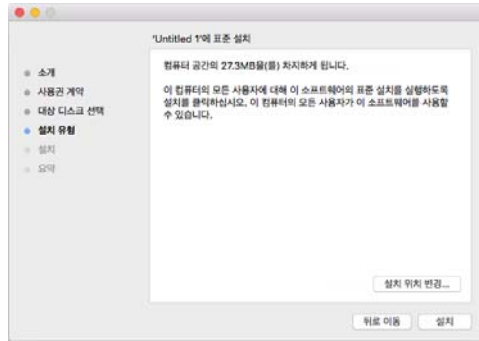 'Untitled 1'에 표준 설치
소개
사용권 계약
대상 디스크 선택
설치 유형
설치
요약
컴퓨터 공간의 27.3MB을(를) 차지하게 됩니다.
이 컴퓨터의 모든 사용자에 대해 이 소프트웨어의 표준 설치를 실행하도록
설치를 클릭하십시오. 이 컴퓨터의 모든 사용자가 이 소프트웨어를 사용할
수 있습니다.
설치 위치 변경...
뒤로 이동
설치